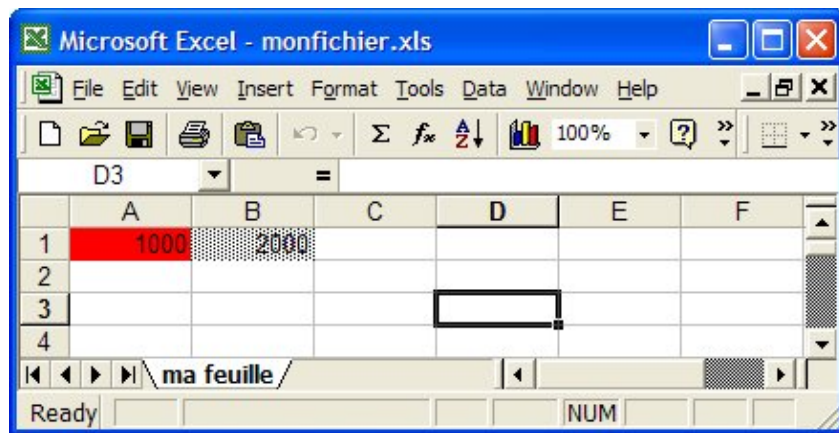 Microsoft Excel - monfichier.xls
File Edit View Insert Format Tools Data Window Help
Σ fx A Z 100% ? » »
D3 =
A B C D E F
1 1000 2000
2
3
4
ma feuille
Ready NUM